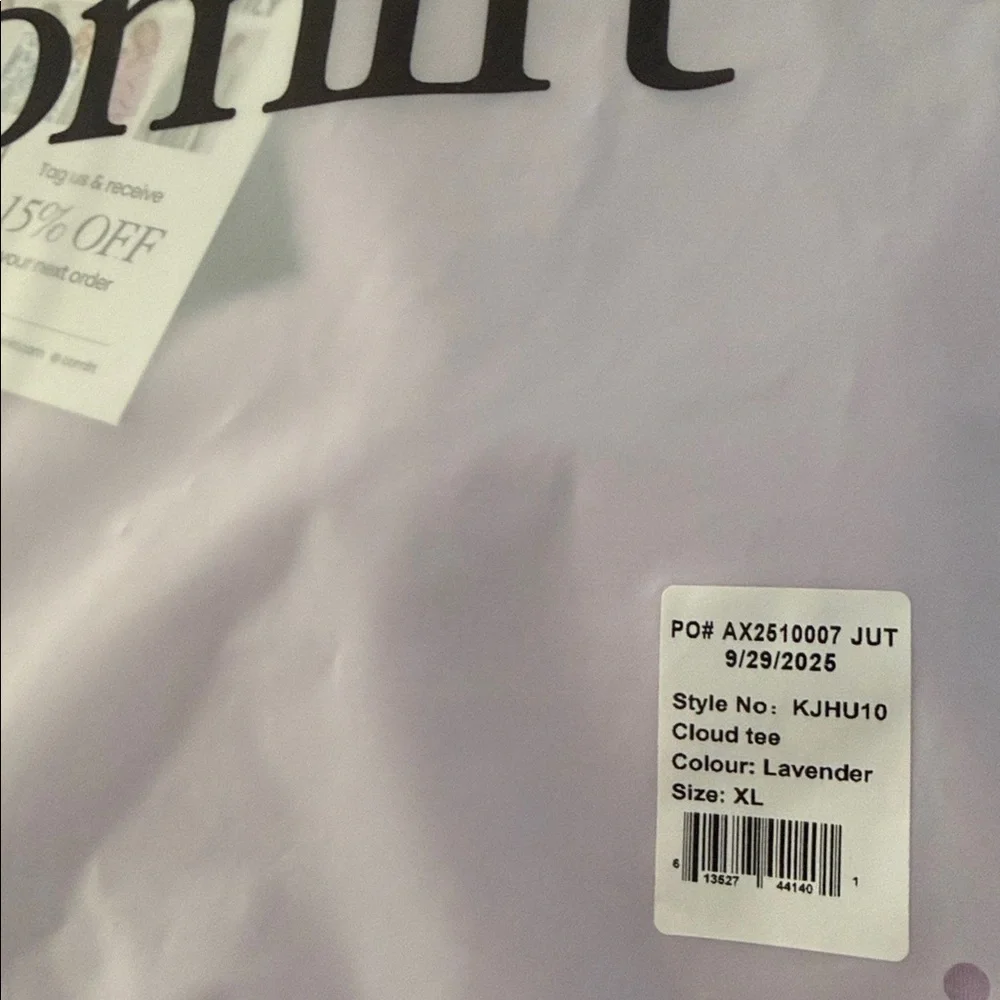 Tag us & receive
15% OFF
your next order
PO# AX2510007 JUT
9/29/2025
Style No: KJHU10
Cloud tee
Colour: Lavender
Size: XL
6 13527 44140 1